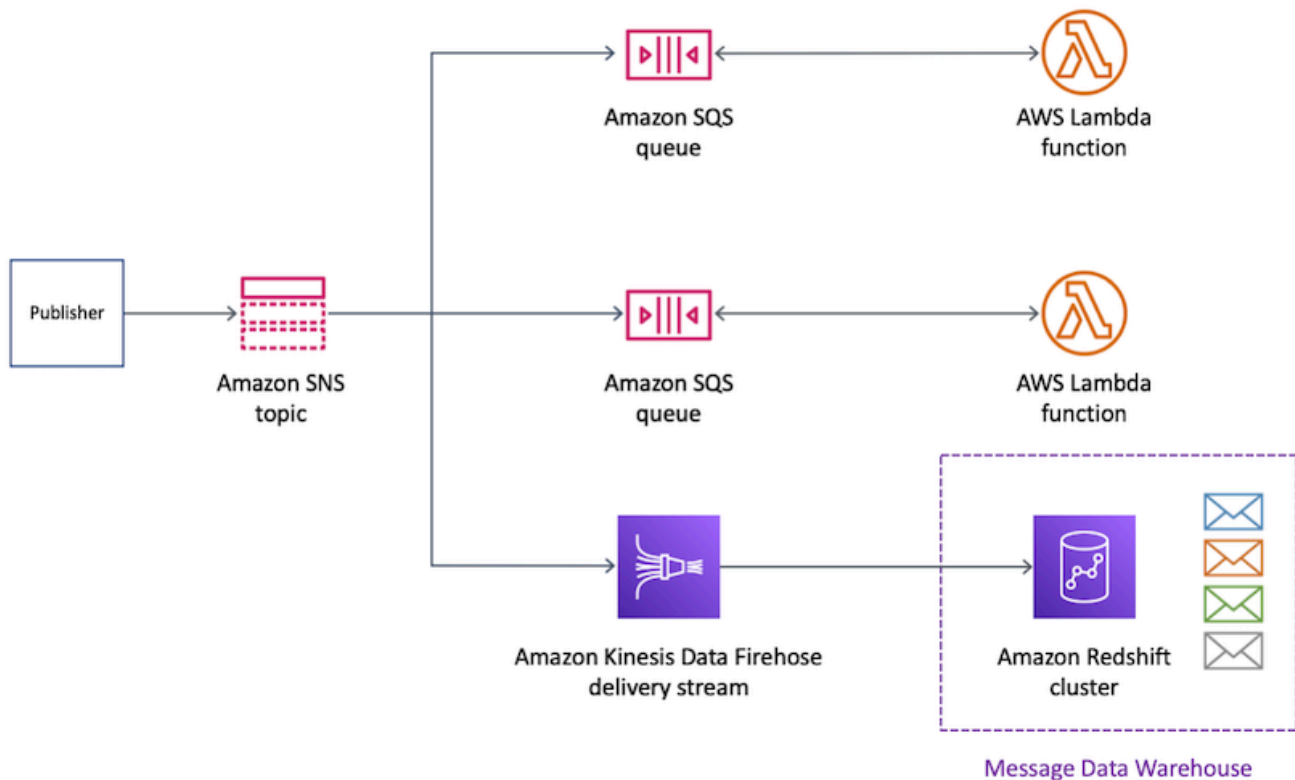 Amazon SQS
queue
AWS Lambda
function
Publisher
Amazon SNS
topic
Amazon SQS
queue
AWS Lambda
function
Amazon Kinesis Data Firehose
delivery stream
Amazon Redshift
cluster
Message Data Warehouse